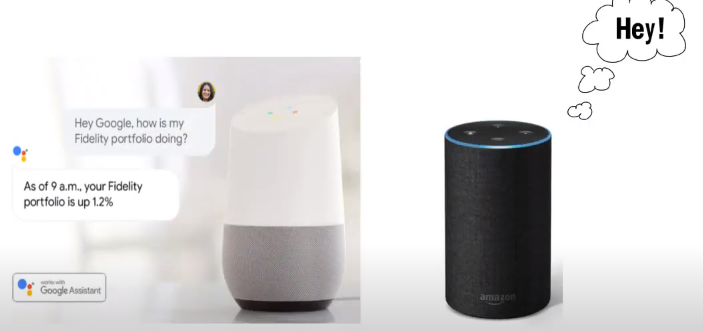 Hey!
Hey Google, how is my
Fidelity portfolio doing?
As of 9 a.m., your Fidelity
portfolio is up 1.2%
works with
Google Assistant
amazon